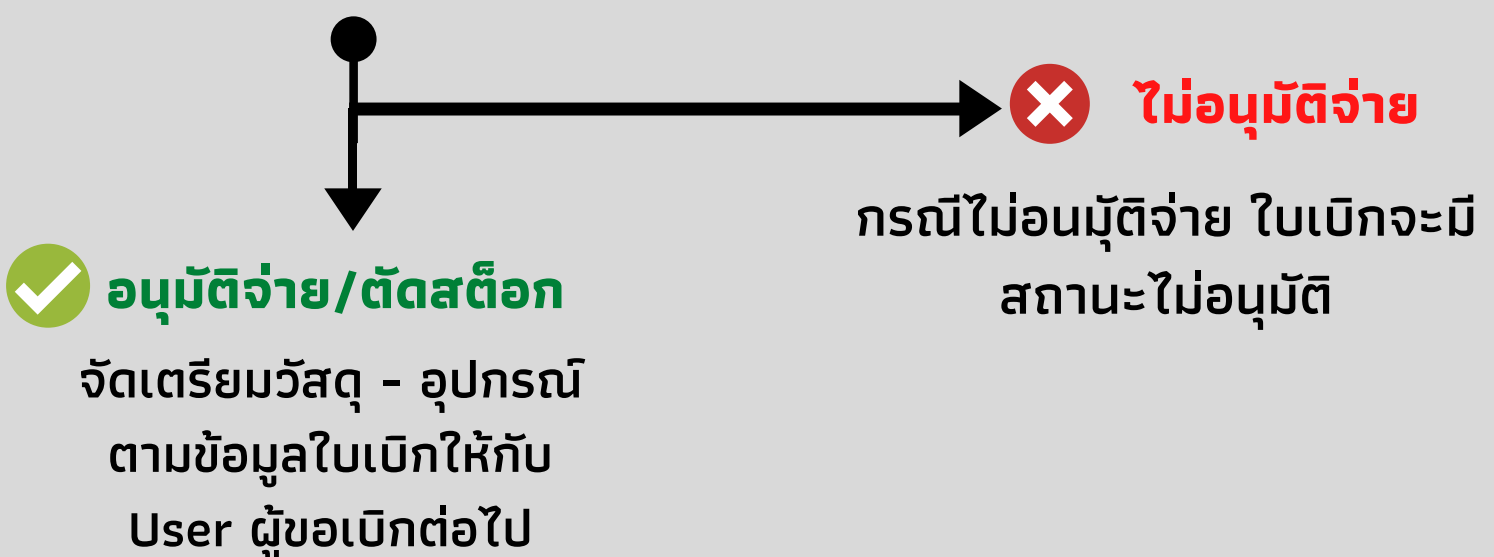 ไม่อนุมัติจ่าย
กรณีไม่อนมุัติจ่าย ใบเบิกจะมี
สถานะไม่อนุมัติ
อนุมัติจ่าย/ตัดสต็อก
จัดเตรียมวัสดุ - อุปกรณ์
ตามข้อมูลใบเบิกให้กับ
User ผู้ขอเบิกต่อไป